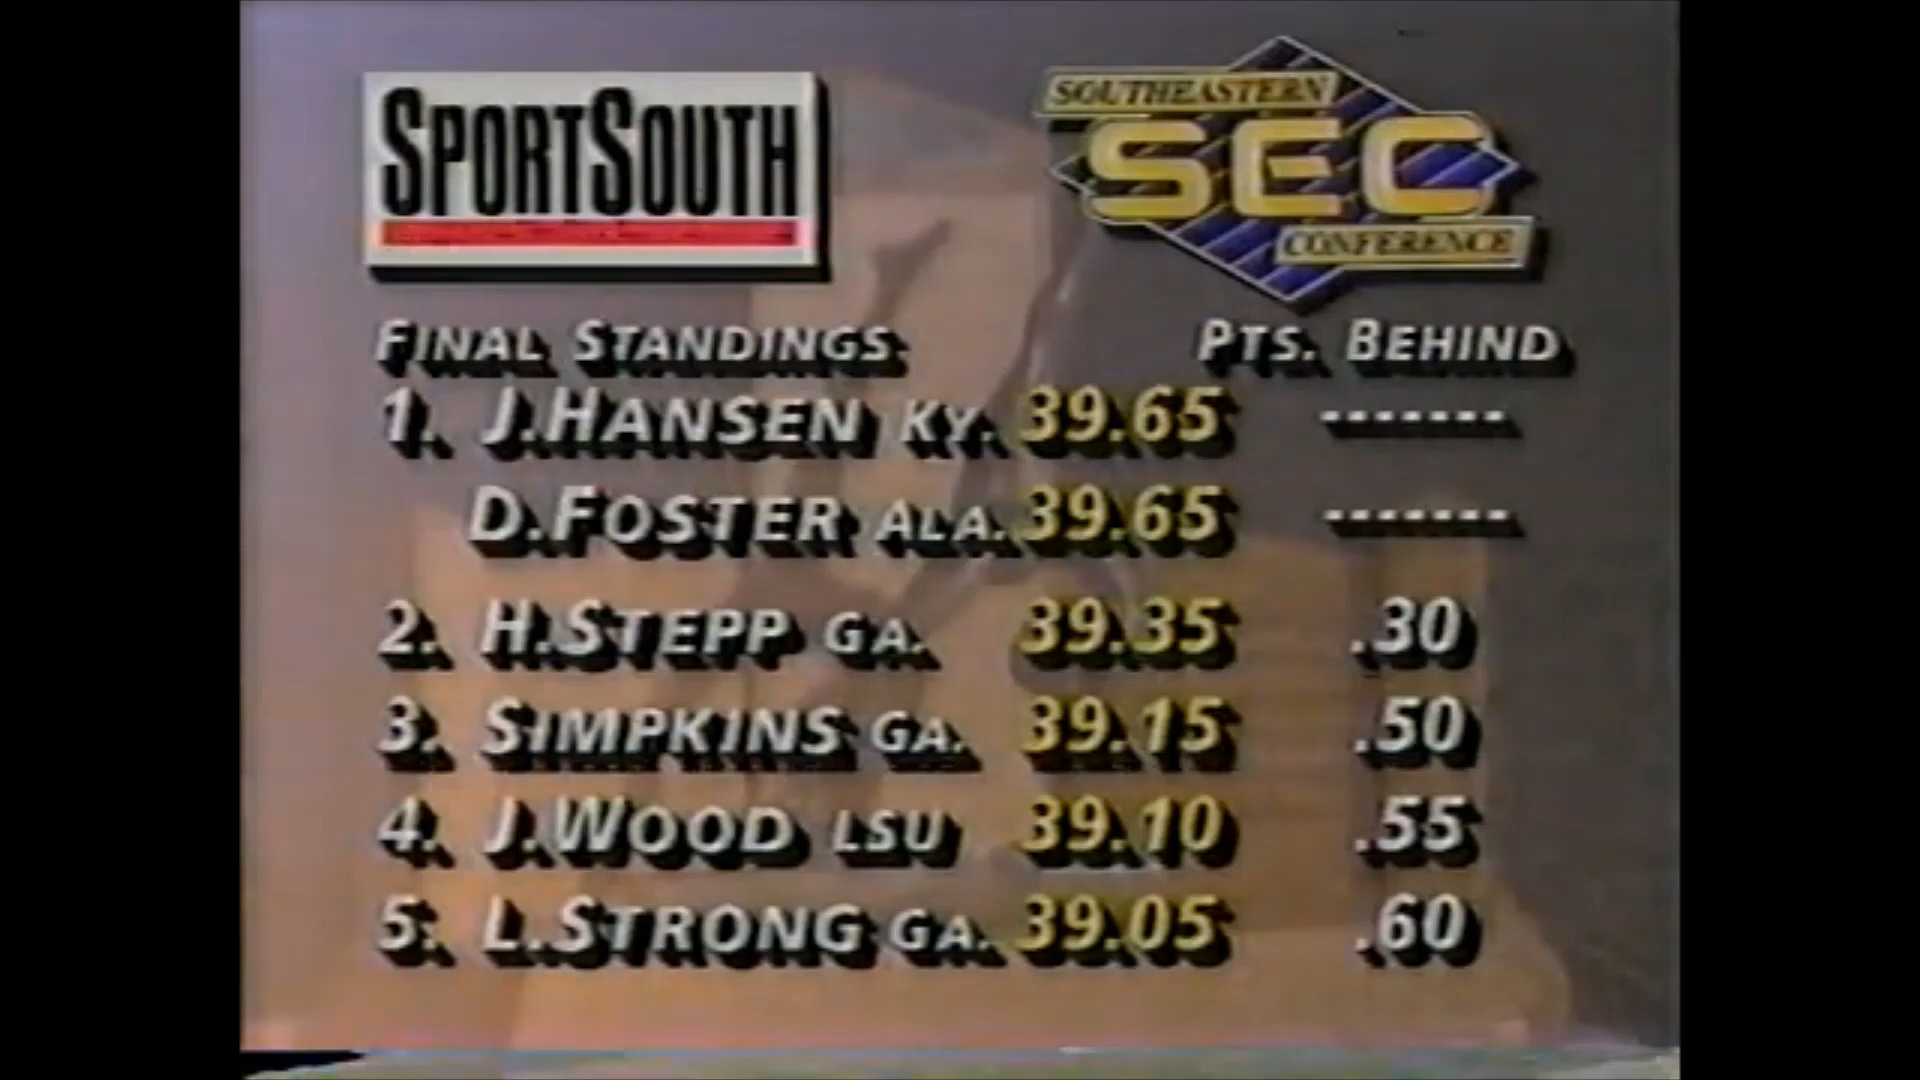 SPORTSOUTH
SOUTHEASTERN
SEC
CONFERENCE
FINAL STANDINGS PTS. BEHIND
1. J.HANSEN KY. 39.65 -------
D.FOSTER ALA. 39.65 -------
2. H.STEPP GA. 39.35 .30
3. SIMPKINS GA. 39.15 .50
4. J.WOOD LSU 39.10 .55
5. L.STRONG GA. 39.05 .60